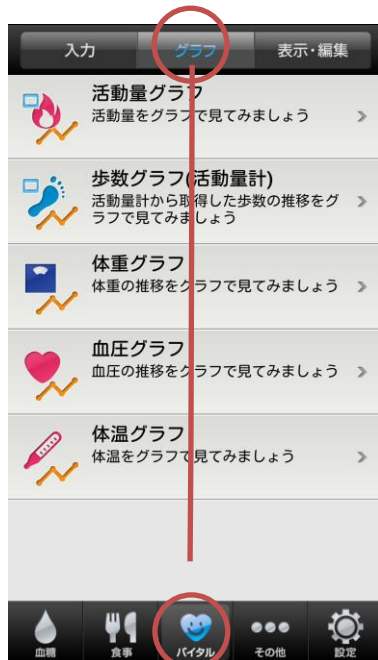 入力 グラフ 表示・編集
活動量グラフ
活動量をグラフで見てみましょう
歩数グラフ(活動量計)
活動量計から取得した歩数の推移をグ
ラフで見てみましょう
体重グラフ
体重の推移をグラフで見てみましょう
血圧グラフ
血圧の推移をグラフで見てみましょう
体温グラフ
体温をグラフで見てみましょう
血糖 食事 バイタル その他 設定